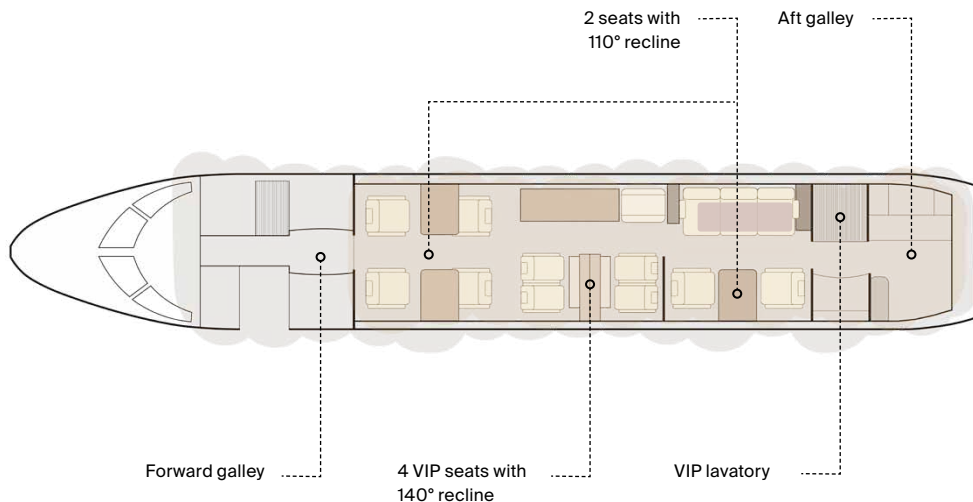 2 seats with
110° recline
Aft galley
Forward galley
4 VIP seats with
140° recline
VIP lavatory